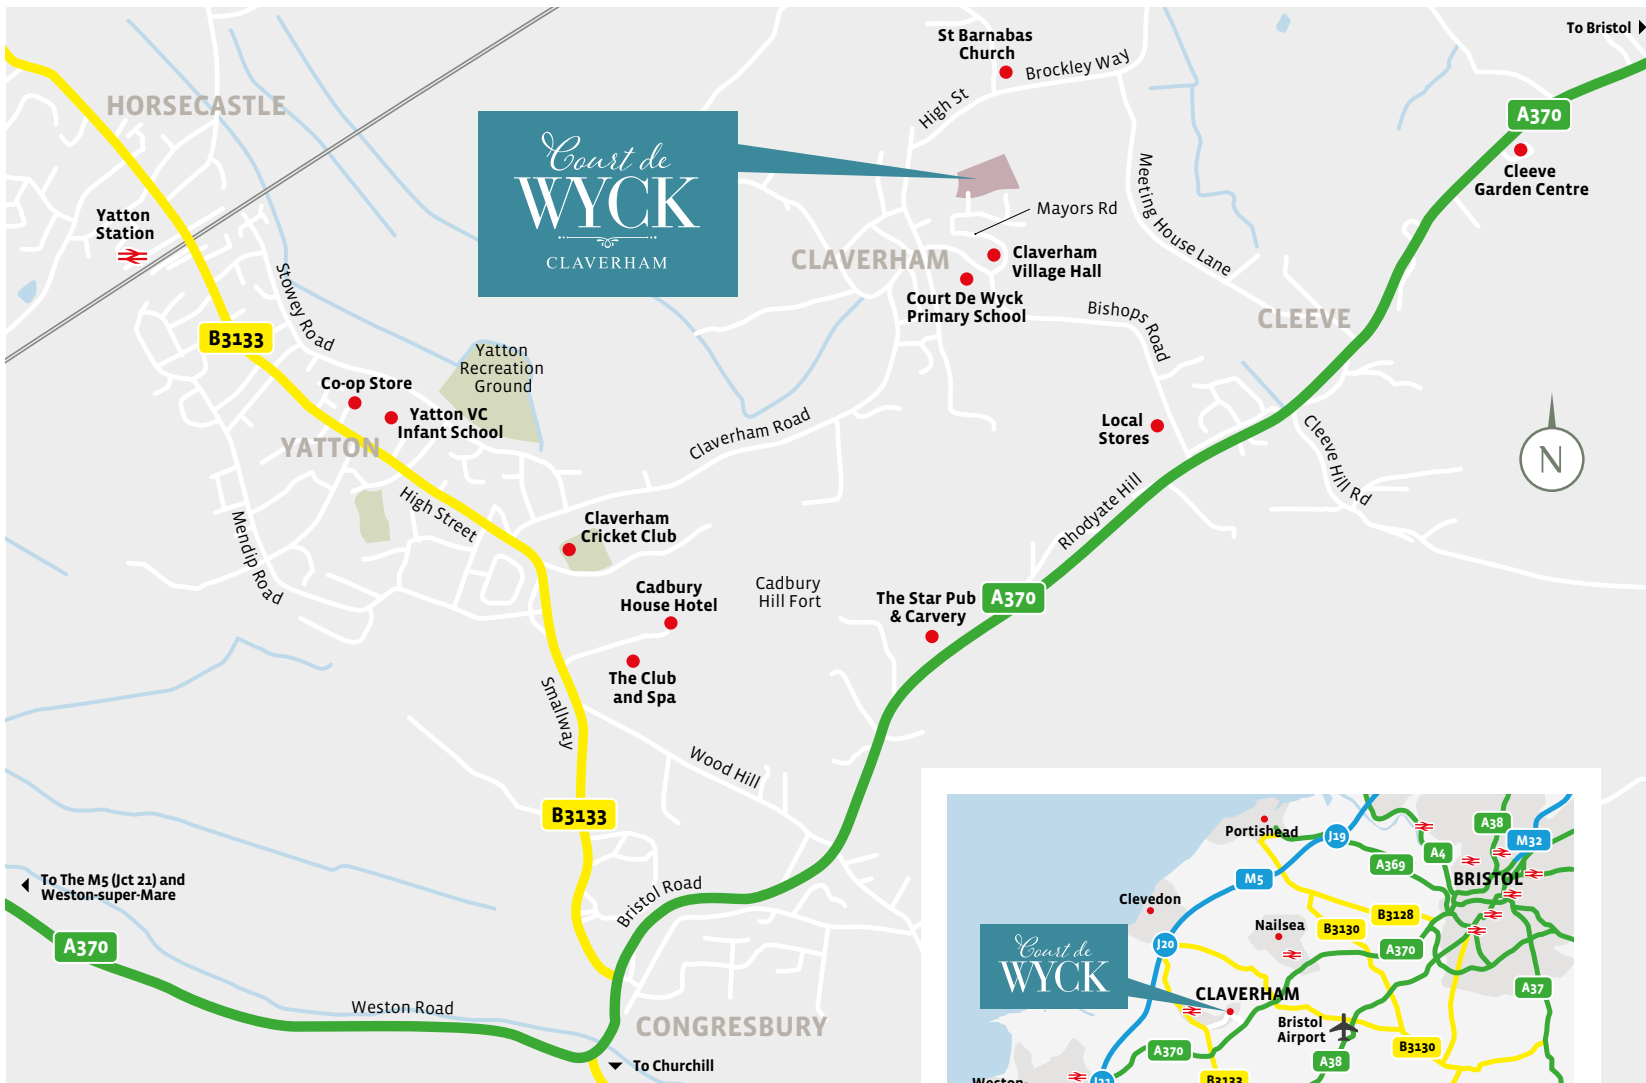 To Bristol
St Barnabas
Church
Brockley Way
High St
HORSECASTLE
A370
Cleeve
Garden Centre
Court de
WYCK
CLAVERHAM
Meeting House Lane
Mayors Rd
Yatton
Station
CLAVERHAM
Claverham
Village Hall
Court De Wyck
Primary School
Stowey Road
Bishops Road
CLEEVE
B3133
Yatton
Recreation
Ground
Co-op Store
Yatton VC
Infant School
YATTON
Claverham Road
Local
Stores
Cleeve Hill Rd
N
High Street
Mendip Road
Claverham
Cricket Club
Rhodyate Hill
Cadbury
House Hotel
Cadbury
Hill Fort
The Star Pub
& Carvery
A370
The Club
and Spa
Smallway
Wood Hill
B3133
To The M5 (Jct 21) and
Weston-super-Mare
Bristol Road
A370
Weston Road
CONGRESBURY
To Churchill
Portishead
J19
A38
M32
A4
A369
BRISTOL
M5
Clevedon
B3128
Nailsea
B3130
J20
A370
Court de
WYCK
CLAVERHAM
A37
Bristol
Airport
A370
A38
B3130
Weston-
J21
B3133